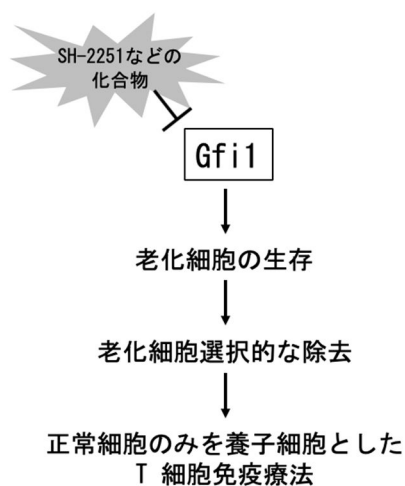 SH-2251などの
化合物
Gfi1
老化細胞の生存
老化細胞選択的な除去
正常細胞のみを養子細胞とした
T 細胞免疫療法